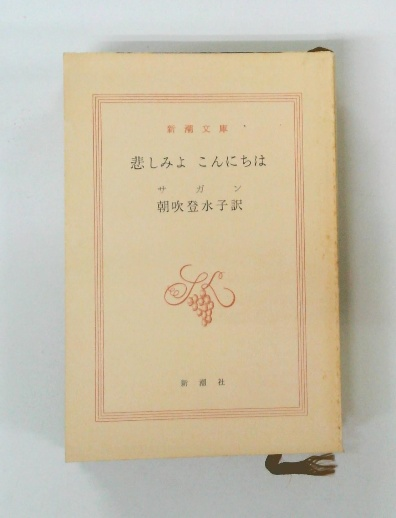 新潮文庫
悲しみよ こんにちは
サガン
朝吹登水子訳
新潮社